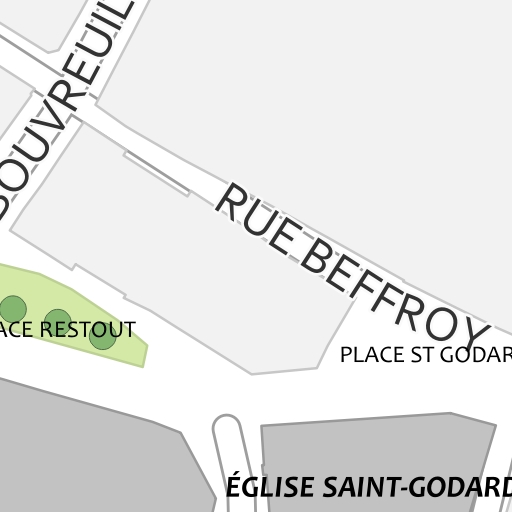 BOUVREUIL
RUE BEFFROY
ACE RESTOUT
PLACE ST GODAR
ÉGLISE SAINT-GODARD